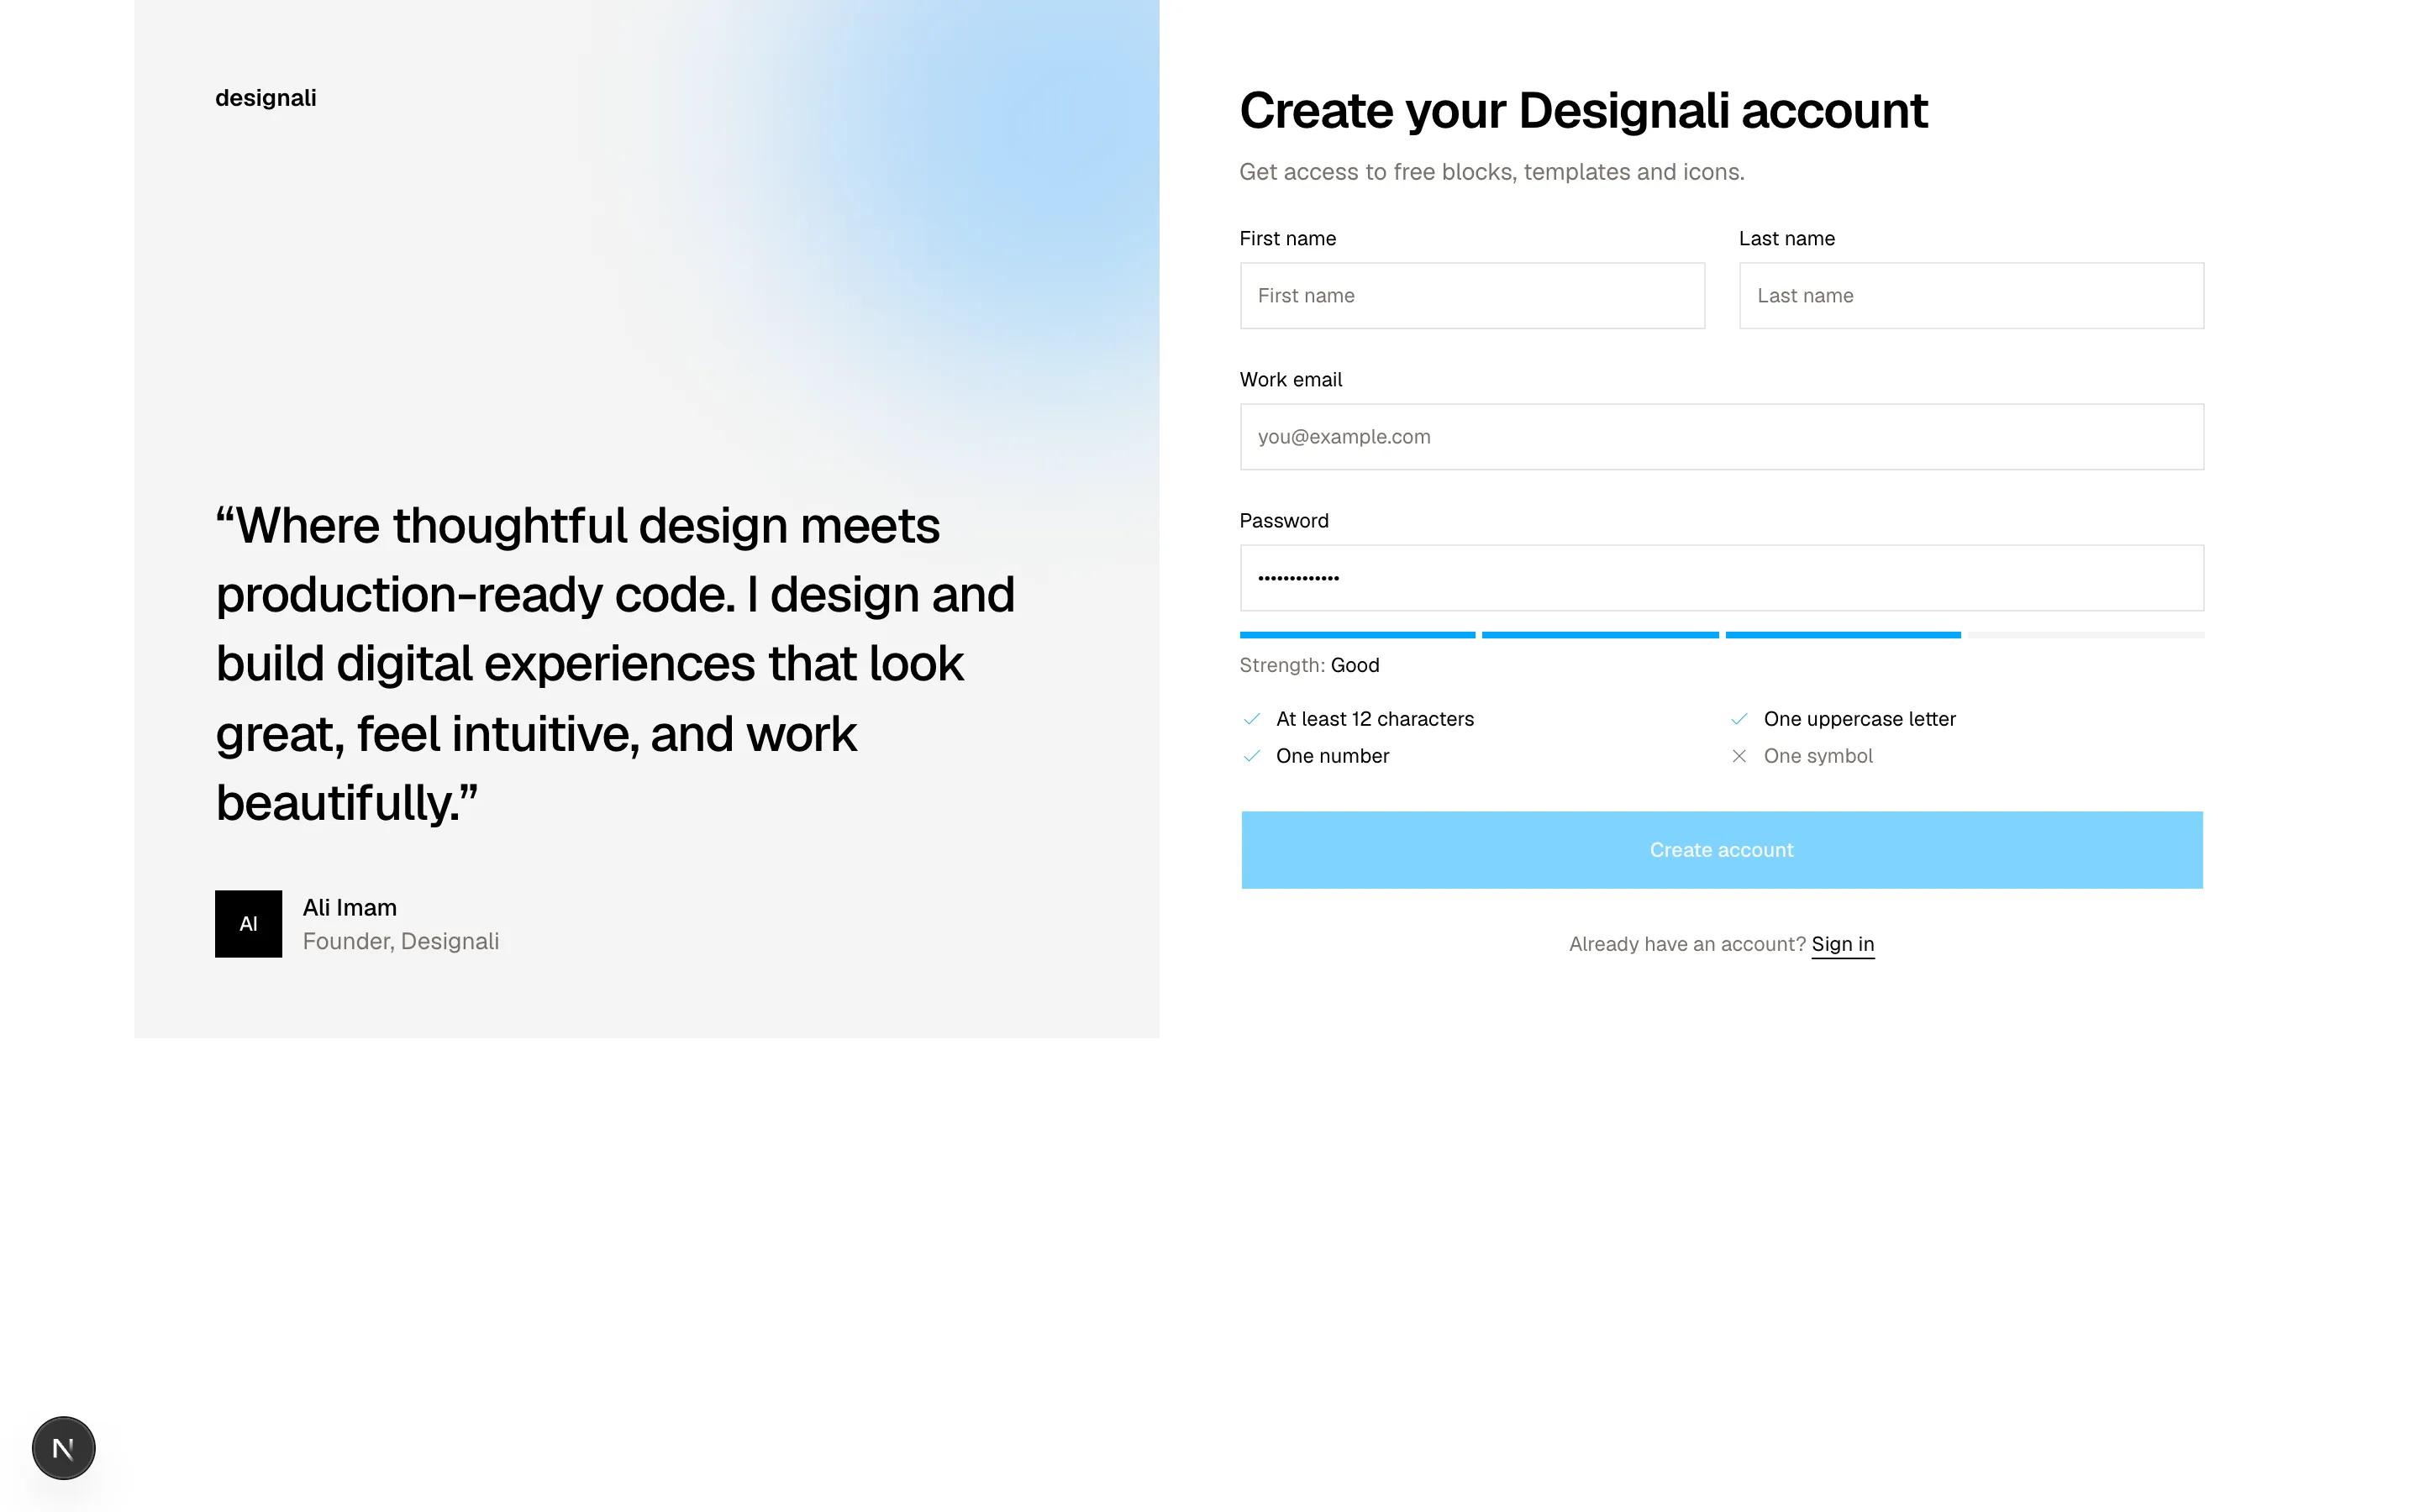 designali
“Where thoughtful design meets
production-ready code. I design and
build digital experiences that look
great, feel intuitive, and work
beautifully.”
AI
Ali Imam
Founder, Designali
Create your Designali account
Get access to free blocks, templates and icons.
First name
Last name
First name
Last name
Work email
you@example.com
Password
•••••••••••••
Strength: Good
At least 12 characters
One uppercase letter
One number
One symbol
Create account
Already have an account? Sign in
N